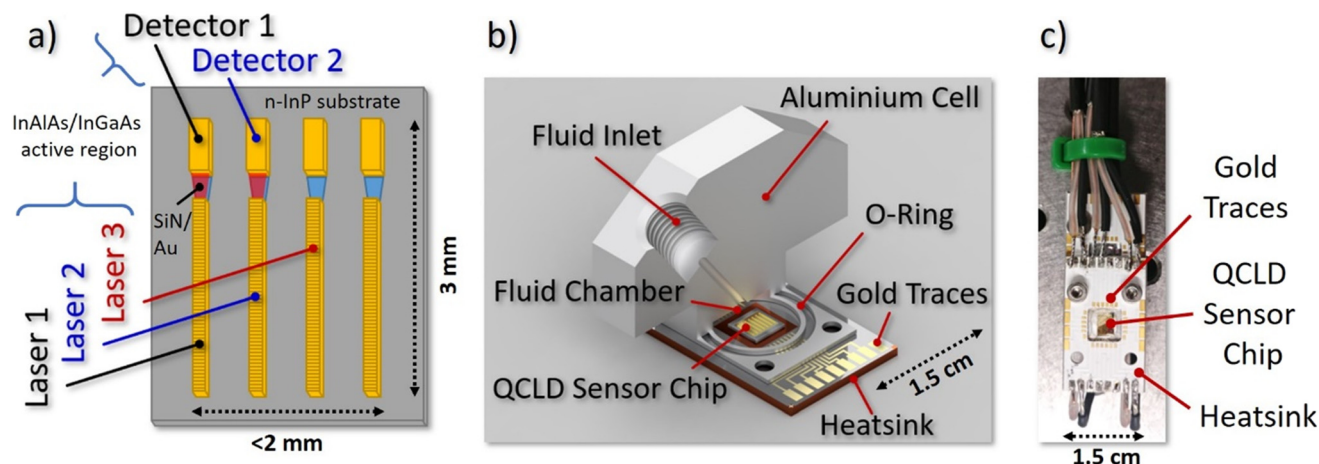 a)
Detector 1
Detector 2
n-InP substrate
InAlAs/InGaAs
active region
SiN/
Au
Laser 1
Laser 2
Laser 3
3 mm
<2 mm
b)
Aluminium Cell
Fluid Inlet
O-Ring
Fluid Chamber
Gold Traces
QCLD Sensor Chip
1.5 cm
Heatsink
c)
Gold
Traces
QCLD
Sensor
Chip
Heatsink
1.5 cm